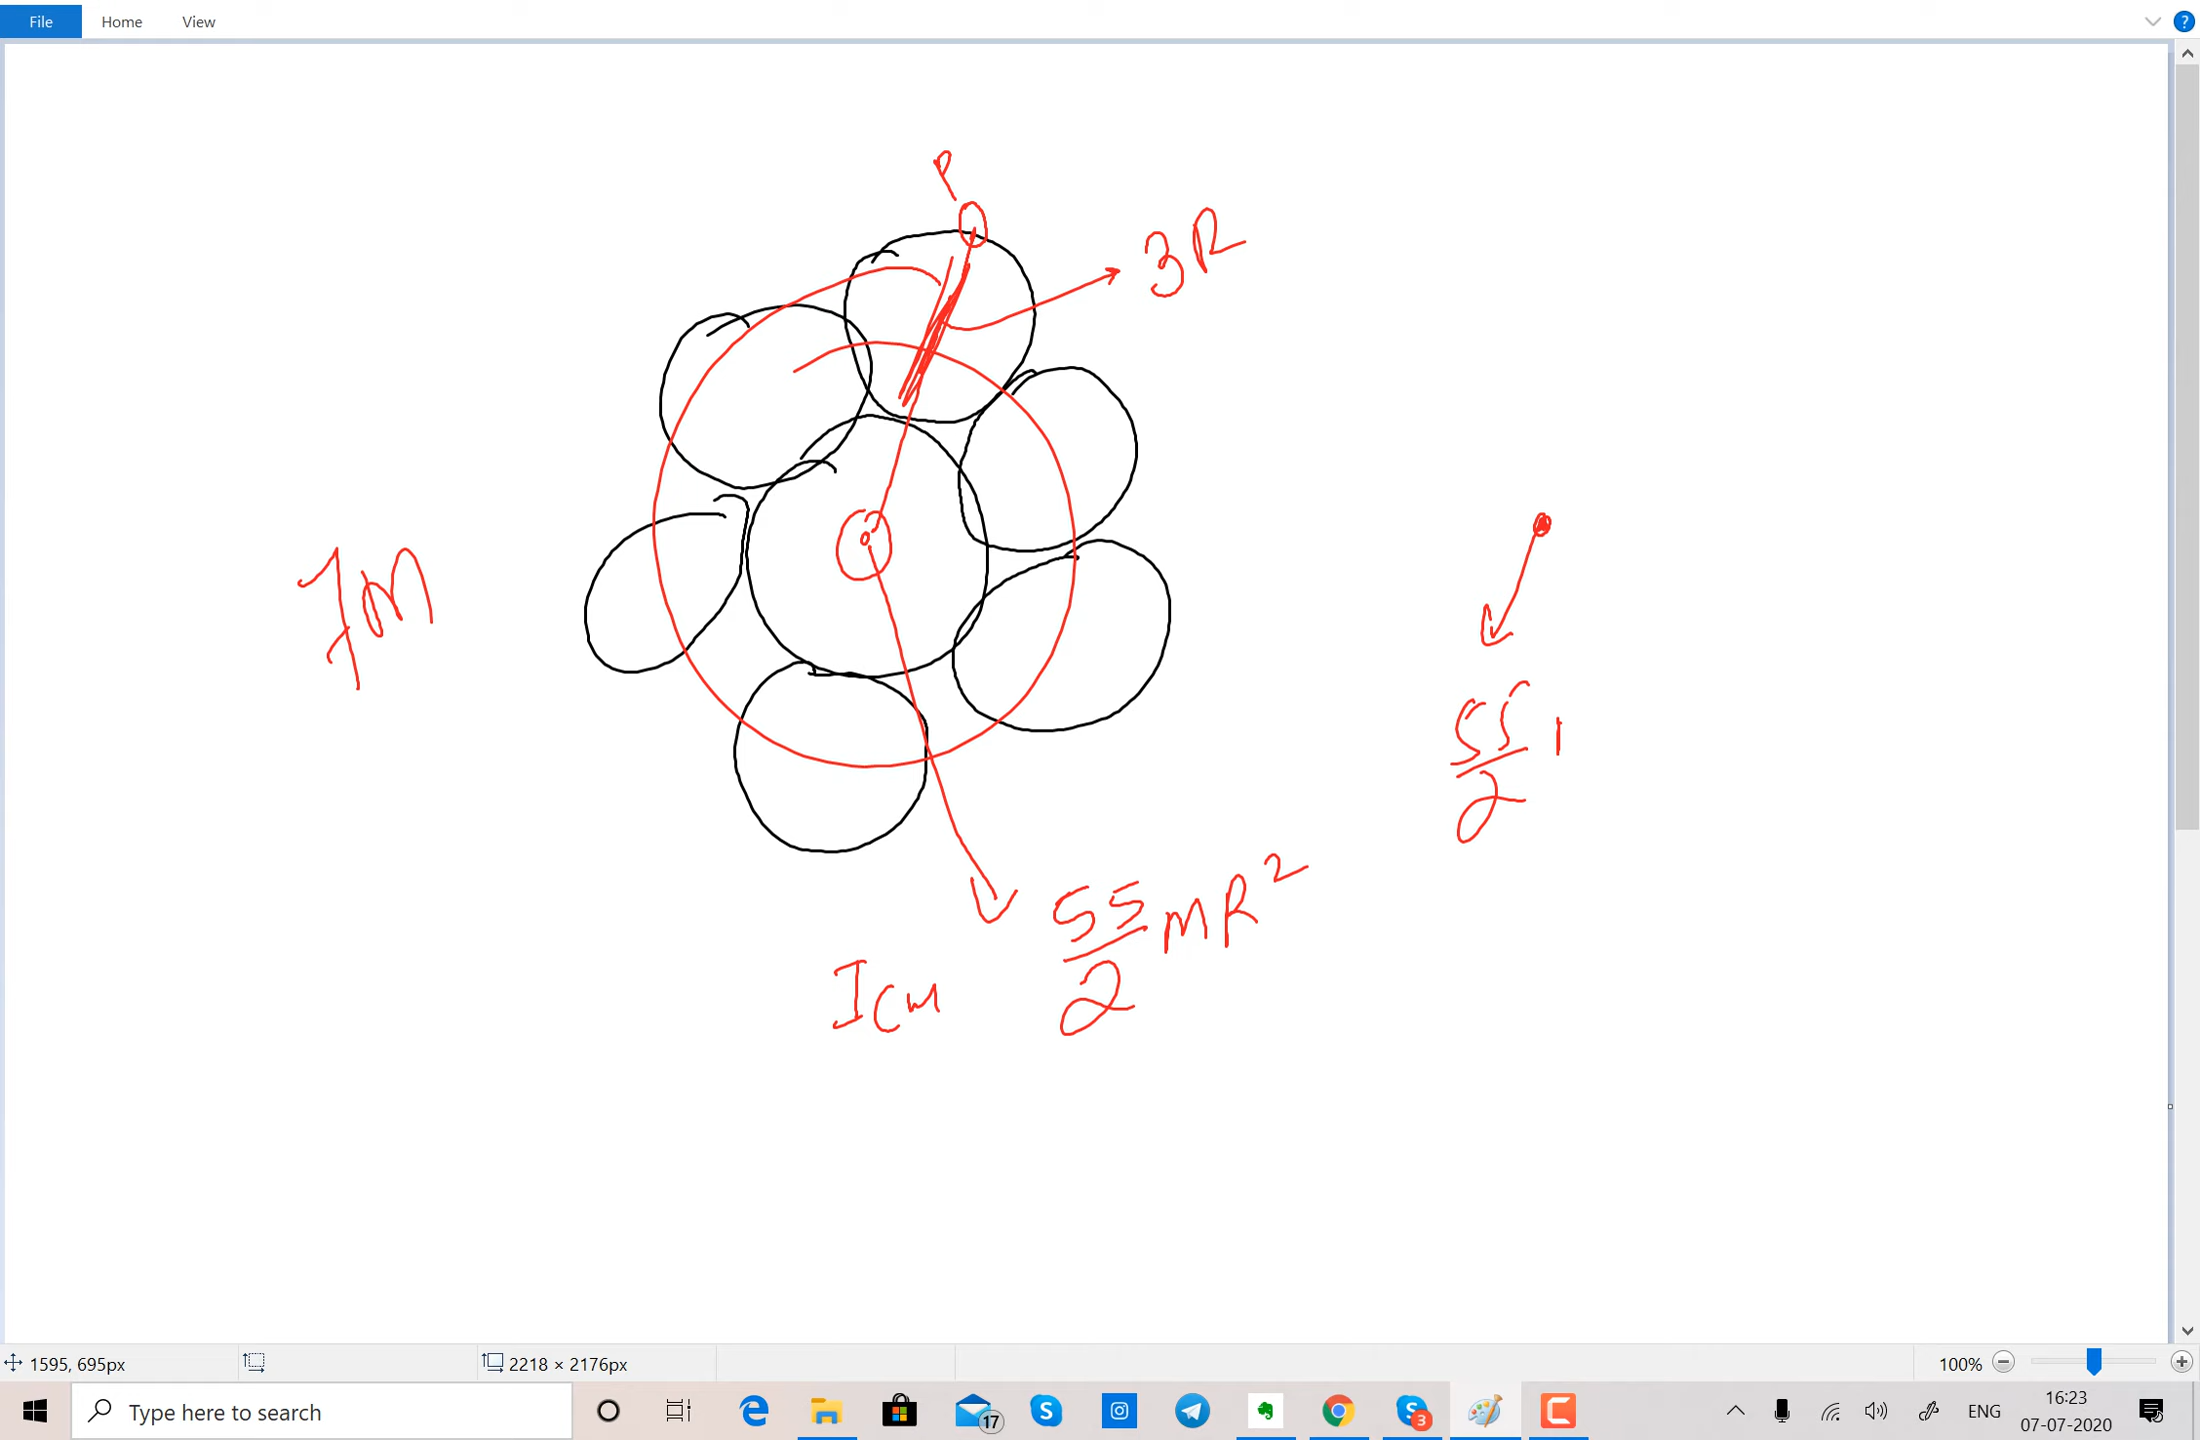 File Home View
P
3R
7M
55
2
I
55
2
MR²
ICM
1595, 695px
2218 × 2176px
100%
Type here to search
17
3
ENG
16:23
07-07-2020